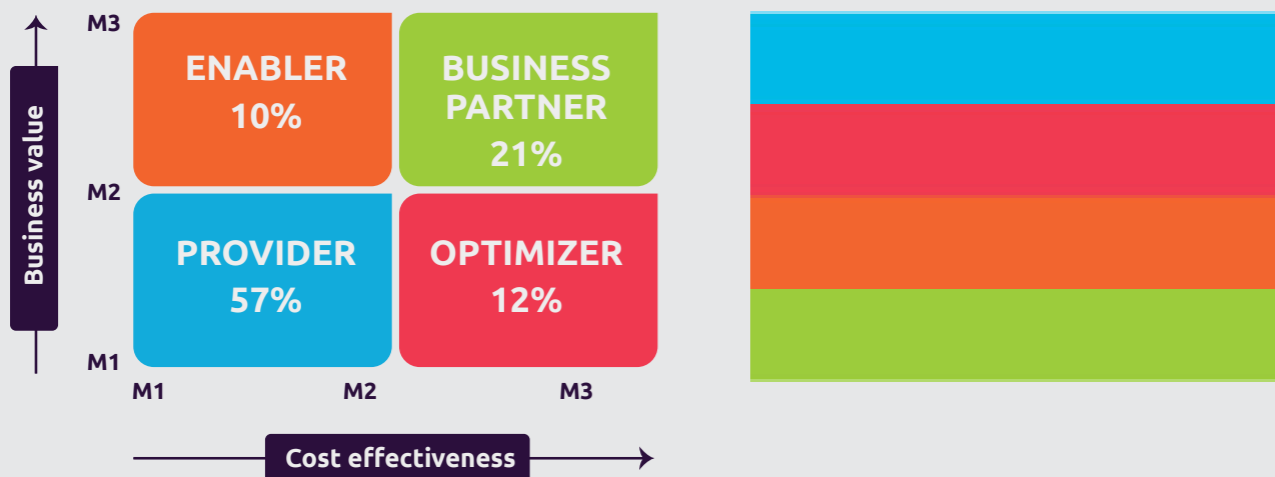 Business value
M3
M2
M1
ENABLER
10%
BUSINESS
PARTNER
21%
PROVIDER
57%
OPTIMIZER
12%
M1
M2
M3
Cost effectiveness